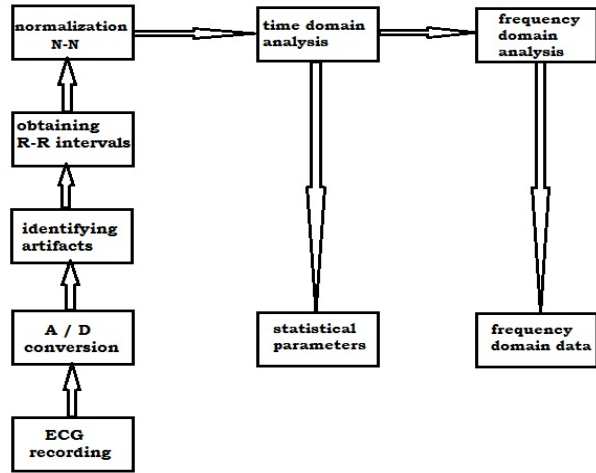 normalization
N-N
time domain
analysis
frequency
domain
analysis
obtaining
R-R intervals
identifying
artifacts
A / D
conversion
statistical
parameters
frequency
domain data
ECG
recording